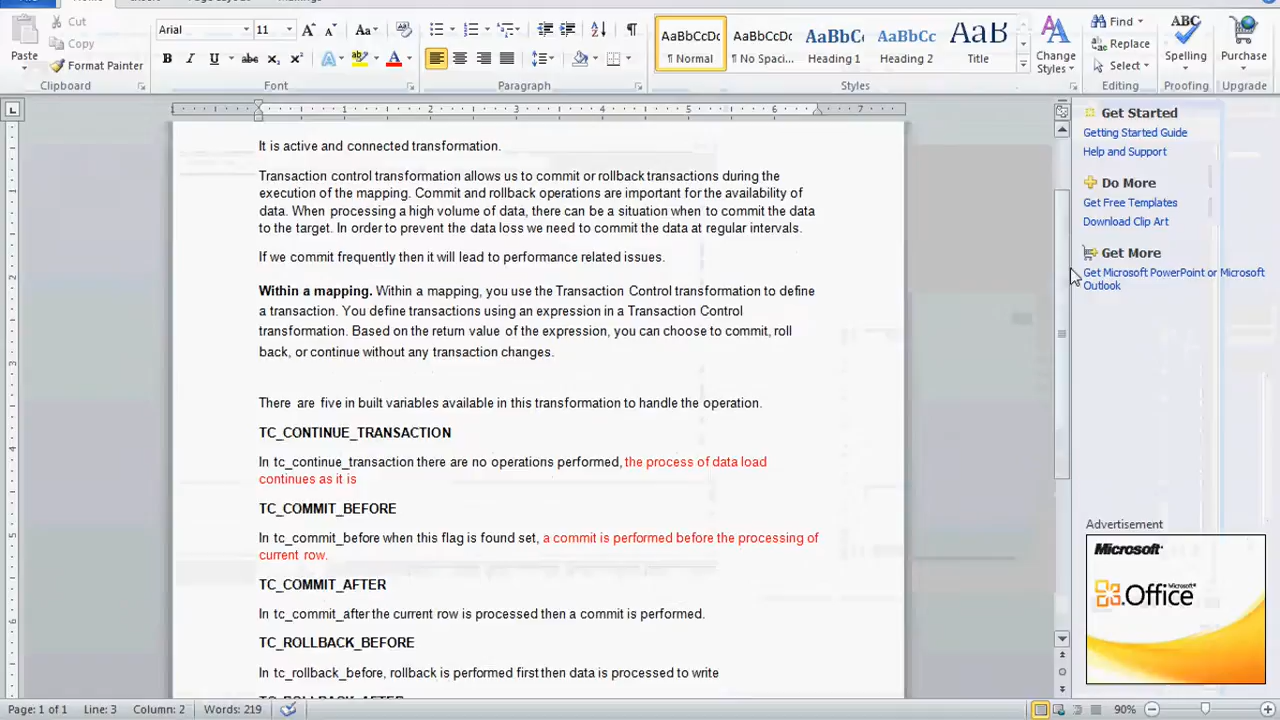 Home Insert Page Layout Mailings
Cut
Copy
Format Painter
Paste
Clipboard
Arial
11
Font
Paragraph
AaBbCcDc
¶ Normal
AaBbCcDc
¶ No Spaci...
AaBbC
Heading 1
AaBbCc
Heading 2
AaB
Title
Change
Styles
Styles
Find
Replace
Select
Editing
ABC
Spelling
Proofing
Purchase
Upgrade
It is active and connected transformation.
Transaction control transformation allows us to commit or rollback transactions during the
execution of the mapping. Commit and rollback operations are important for the availability of
data. When processing a high volume of data, there can be a situation when to commit the data
to the target. In order to prevent the data loss we need to commit the data at regular intervals.
If we commit frequently then it will lead to performance related issues.
Within a mapping. Within a mapping, you use the Transaction Control transformation to define
a transaction. You define transactions using an expression in a Transaction Control
transformation. Based on the return value of the expression, you can choose to commit, roll
back, or continue without any transaction changes.
There are five in built variables available in this transformation to handle the operation.
TC_CONTINUE_TRANSACTION
In tc_continue_transaction there are no operations performed, the process of data load
continues as it is
TC_COMMIT_BEFORE
In tc_commit_before when this flag is found set, a commit is performed before the processing of
current row.
TC_COMMIT_AFTER
In tc_commit_after the current row is processed then a commit is performed.
TC_ROLLBACK_BEFORE
In tc_rollback_before, rollback is performed first then data is processed to write
TC_ROLLBACK_AFTER
Get Started
Getting Started Guide
Help and Support
Do More
Get Free Templates
Download Clip Art
Get More
Get Microsoft PowerPoint or Microsoft
Outlook
Advertisement
Microsoft
Microsoft
Office
Page: 1 of 1 Line: 3 Column: 2 Words: 219
90%